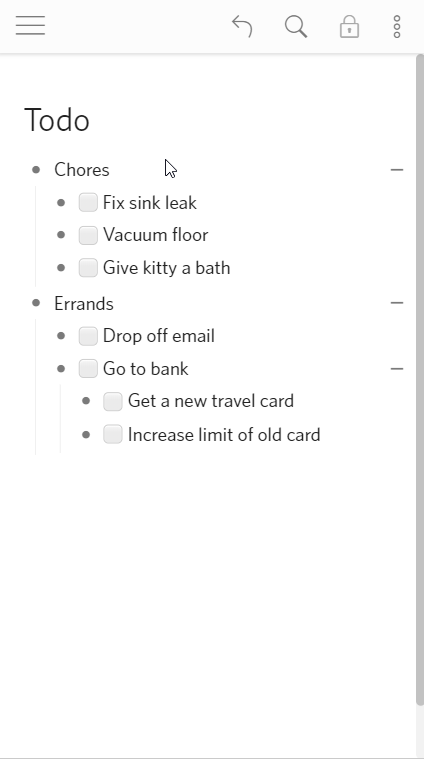 Todo
Chores
Fix sink leak
Vacuum floor
Give kitty a bath
Errands
Drop off email
Go to bank
Get a new travel card
Increase limit of old card